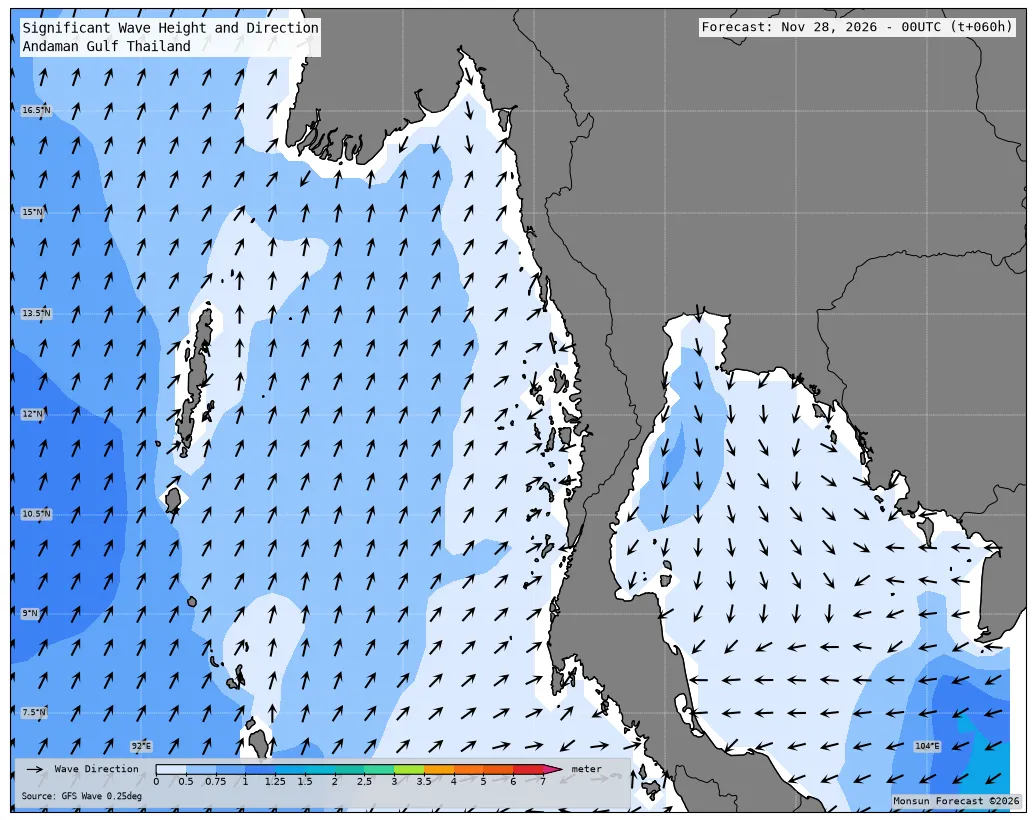 Significant Wave Height and Direction
Andaman Gulf Thailand
Forecast: Nov 28, 2026 - 00UTC (t+060h)
16.5°N
15°N
13.5°N
12°N
10.5°N
9°N
7.5°N
92°E
104°E
Wave Direction
meter
0 0.5 0.75 1 1.25 1.5 2 2.5 3 3.5 4 5 6 7
Source: GFS Wave 0.25deg
Monsun Forecast ©2026